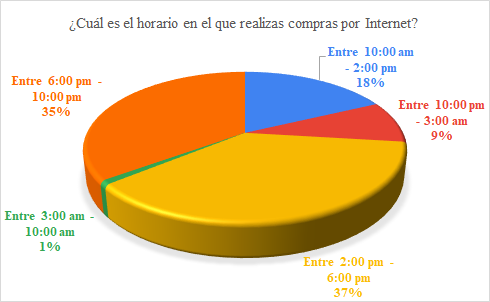 ¿Cuál es el horario en el que realizas compras por Internet?
Entre 10:00 am
- 2:00 pm
18%
Entre 10:00 pm
- 3:00 am
9%
Entre 2:00 pm -
6:00 pm
37%
Entre 3:00 am -
10:00 am
1%
Entre 6:00 pm -
10:00 pm
35%